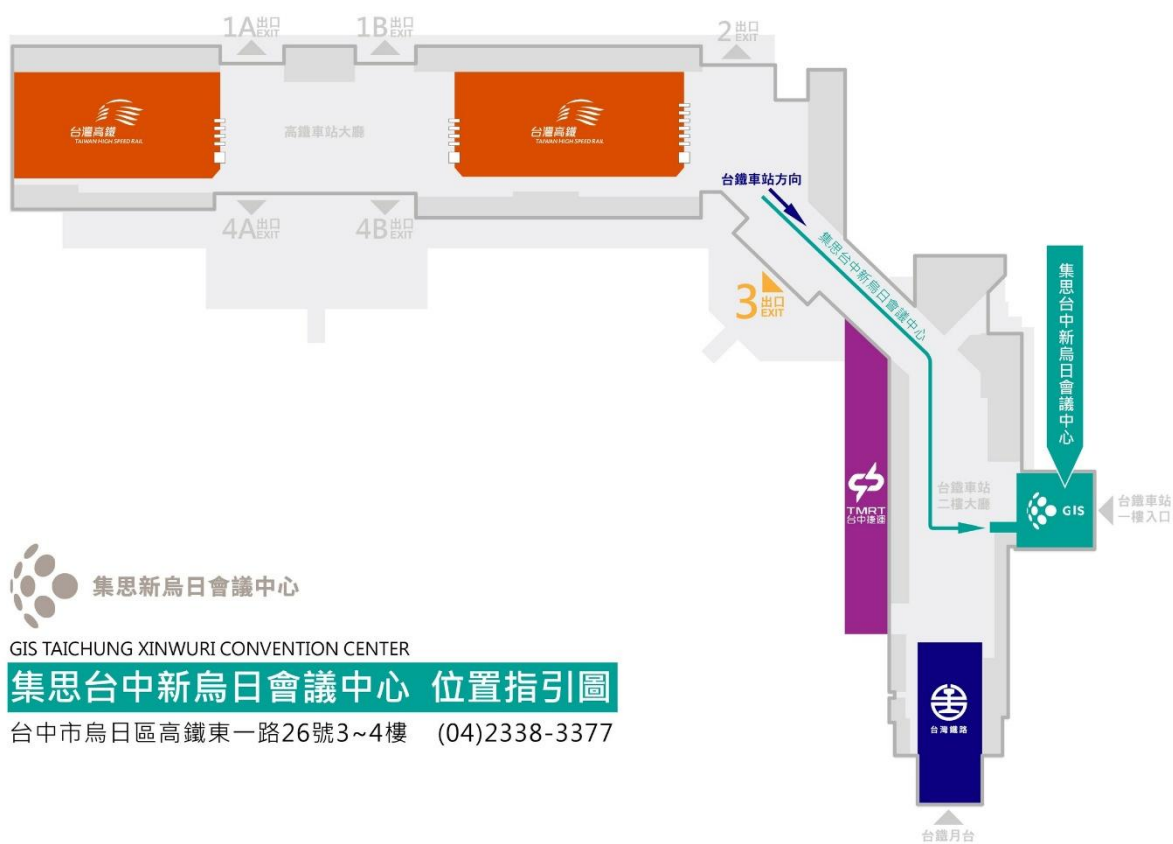 1A出口 EXIT
1B出口 EXIT
2出口 EXIT
台灣高鐵
TAIWAN HIGH SPEED RAIL
高鐵車站大廳
台灣高鐵
TAIWAN HIGH SPEED RAIL
台鐵車站方向
4A出口 EXIT
4B出口 EXIT
集思台中新烏日會議中心
3出口 EXIT
集思台中新烏日會議中心
TMRT
台中捷運
台鐵車站
二樓大廳
GIS
台鐵車站
一樓入口
集思新烏日會議中心
GIS TAICHUNG XINWURI CONVENTION CENTER
集思台中新烏日會議中心 位置指引圖
台中市烏日區高鐵東一路26號3~4樓 (04)2338-3377
台灣鐵路
台鐵月台